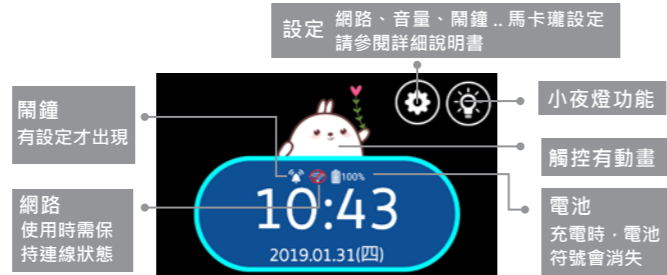 設定 網路、音量、鬧鐘..馬卡瓏設定
請參閱詳細說明書
鬧鐘
有設定才出現
小夜燈功能
觸控有動畫
網路
使用時需保
持連線狀態
100%
10:43
2019.01.31(四)
電池
充電時，電池
符號會消失